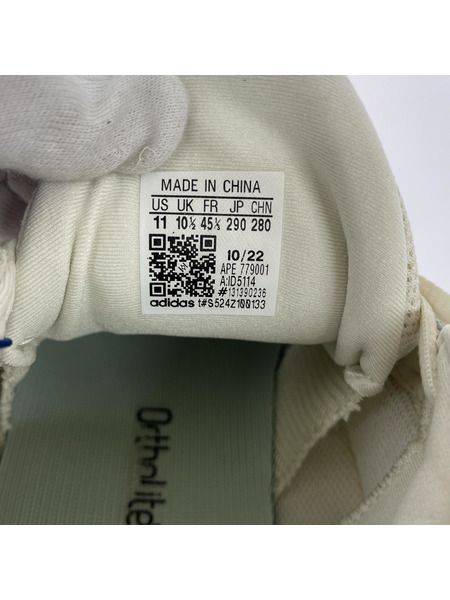 MADE IN CHINA
US UK FR JP CHN
11 10½ 45⅓ 290 280
10/22
APE 779001
A:ID5114
#131390236
adidas t#S524Z100133
Ortholite